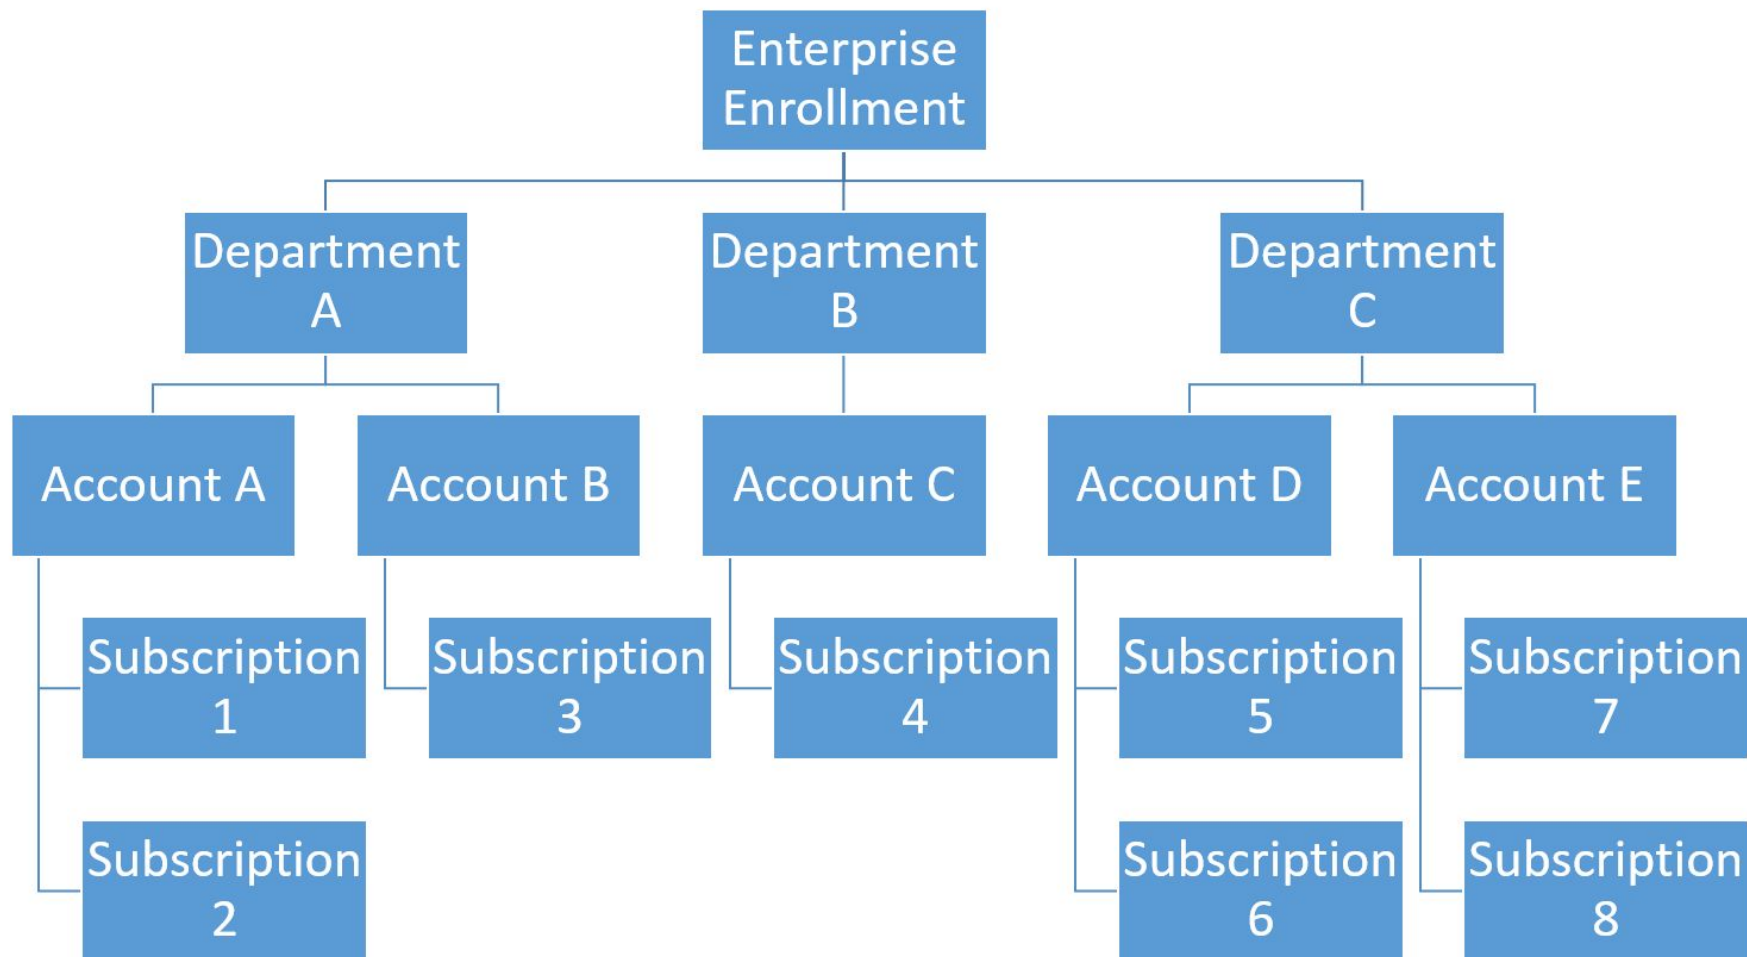 Enterprise
Enrollment
Department
A
Department
B
Department
C
Account A
Account B
Account C
Account D
Account E
Subscription
1
Subscription
3
Subscription
4
Subscription
5
Subscription
7
Subscription
2
Subscription
6
Subscription
8